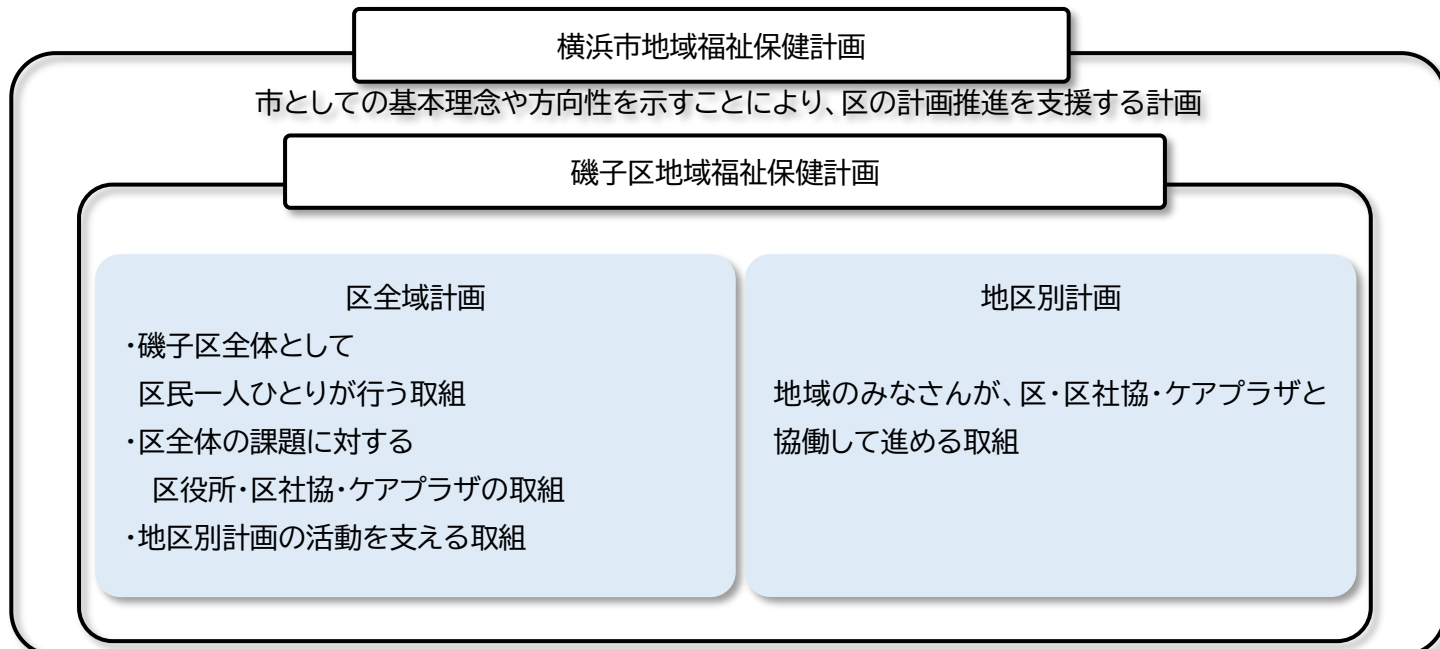 横浜市地域福祉保健計画
市としての基本理念や方向性を示すことにより、区の計画推進を支援する計画
磯子区地域福祉保健計画
区全域計画
・磯子区全体として
区民一人ひとりが行う取組
・区全体の課題に対する
区役所・区社協・ケアプラザの取組
・地区別計画の活動を支える取組
地区別計画
地域のみなさんが、区・区社協・ケアプラザと
協働して進める取組